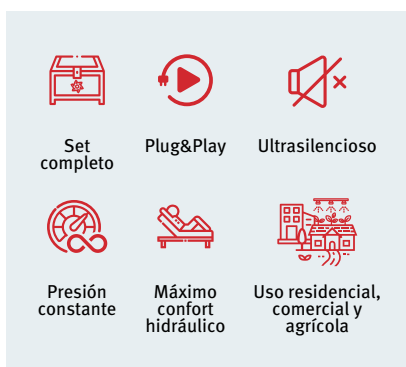 Set
completo
Plug&Play
Ultrasilencioso
Presión
constante
Máximo
confort
hidráulico
Uso residencial,
comercial y
agrícola